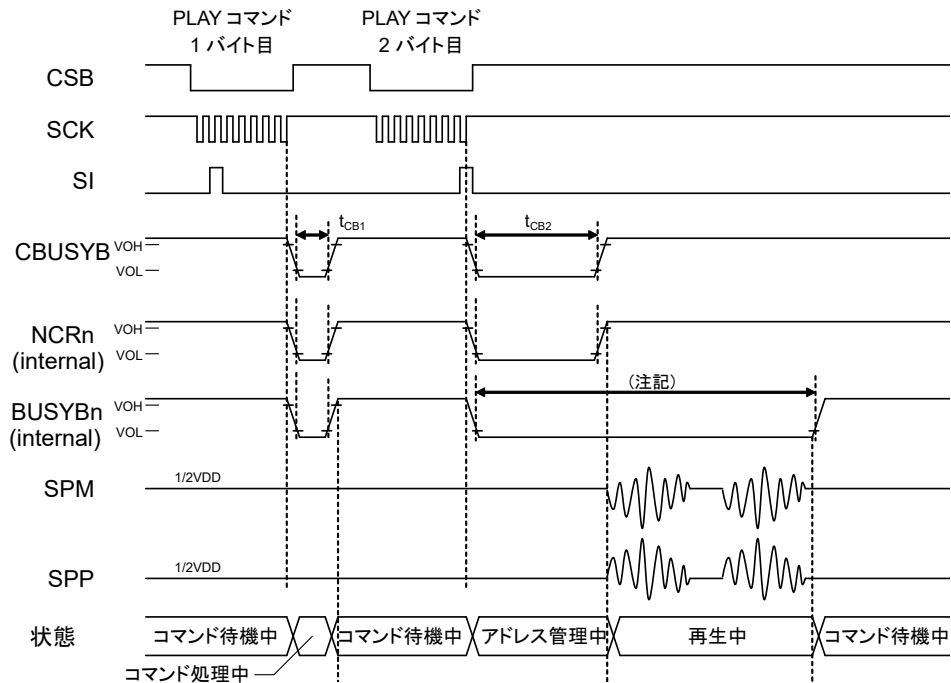 PLAY コマンド
1 バイト目
PLAY コマンド
2 バイト目
CSB
SCK
SI
tCB1
tCB2
CBUSYB
VOH
VOL
NCRn
(internal)
VOH
VOL
(注記)
BUSYBn
(internal)
VOH
VOL
SPM
1/2VDD
SPP
1/2VDD
状態
コマンド待機中
コマンド待機中
アドレス管理中
再生中
コマンド待機中
コマンド処理中